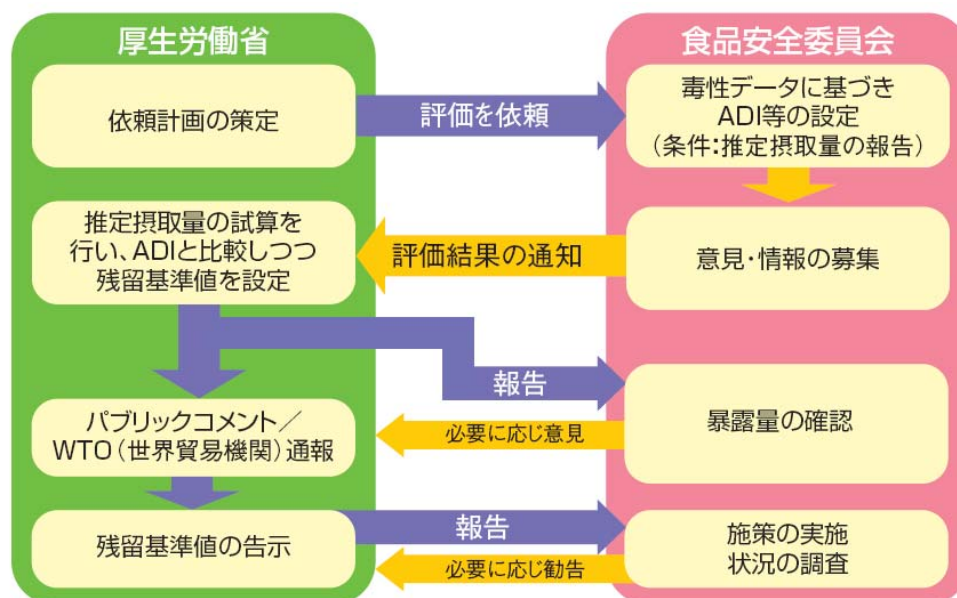 厚生労働省
食品安全委員会
依頼計画の策定
評価を依頼
毒性データに基づき
ADI等の設定
（条件：推定摂取量の報告）
推定摂取量の試算を
行い、ADIと比較しつつ
残留基準値を設定
評価結果の通知
意見・情報の募集
報告
暴露量の確認
パブリックコメント／
WTO（世界貿易機関）通報
必要に応じ意見
残留基準値の告示
報告
施策の実施
状況の調査
必要に応じ勧告